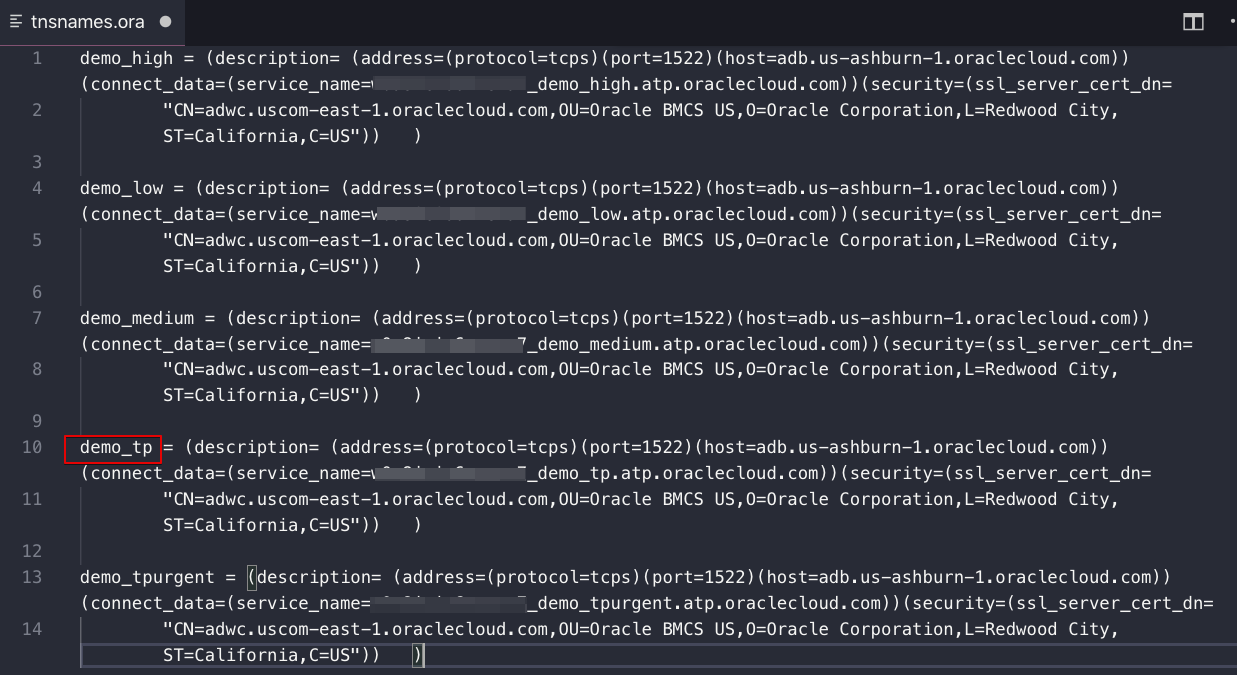 tnsnames.ora
1 demo_high = (description= (address=(protocol=tcps)(port=1522)(host=adb.us-ashburn-1.oraclecloud.com))
(connect_data=(service_name= _demo_high.atp.oraclecloud.com))(security=(ssl_server_cert_dn=
2 "CN=adwc.uscom-east-1.oraclecloud.com,OU=Oracle BMCS US,O=Oracle Corporation,L=Redwood City,
ST=California,C=US"))   )
3
4 demo_low = (description= (address=(protocol=tcps)(port=1522)(host=adb.us-ashburn-1.oraclecloud.com))
(connect_data=(service_name= _demo_low.atp.oraclecloud.com))(security=(ssl_server_cert_dn=
5 "CN=adwc.uscom-east-1.oraclecloud.com,OU=Oracle BMCS US,O=Oracle Corporation,L=Redwood City,
ST=California,C=US"))   )
6
7 demo_medium = (description= (address=(protocol=tcps)(port=1522)(host=adb.us-ashburn-1.oraclecloud.com))
(connect_data=(service_name= _demo_medium.atp.oraclecloud.com))(security=(ssl_server_cert_dn=
8 "CN=adwc.uscom-east-1.oraclecloud.com,OU=Oracle BMCS US,O=Oracle Corporation,L=Redwood City,
ST=California,C=US"))   )
9
10 demo_tp = (description= (address=(protocol=tcps)(port=1522)(host=adb.us-ashburn-1.oraclecloud.com))
(connect_data=(service_name= _demo_tp.atp.oraclecloud.com))(security=(ssl_server_cert_dn=
11 "CN=adwc.uscom-east-1.oraclecloud.com,OU=Oracle BMCS US,O=Oracle Corporation,L=Redwood City,
ST=California,C=US"))   )
12
13 demo_tpurgent = (description= (address=(protocol=tcps)(port=1522)(host=adb.us-ashburn-1.oraclecloud.com))
(connect_data=(service_name= _demo_tpurgent.atp.oraclecloud.com))(security=(ssl_server_cert_dn=
14 "CN=adwc.uscom-east-1.oraclecloud.com,OU=Oracle BMCS US,O=Oracle Corporation,L=Redwood City,
ST=California,C=US"))   )